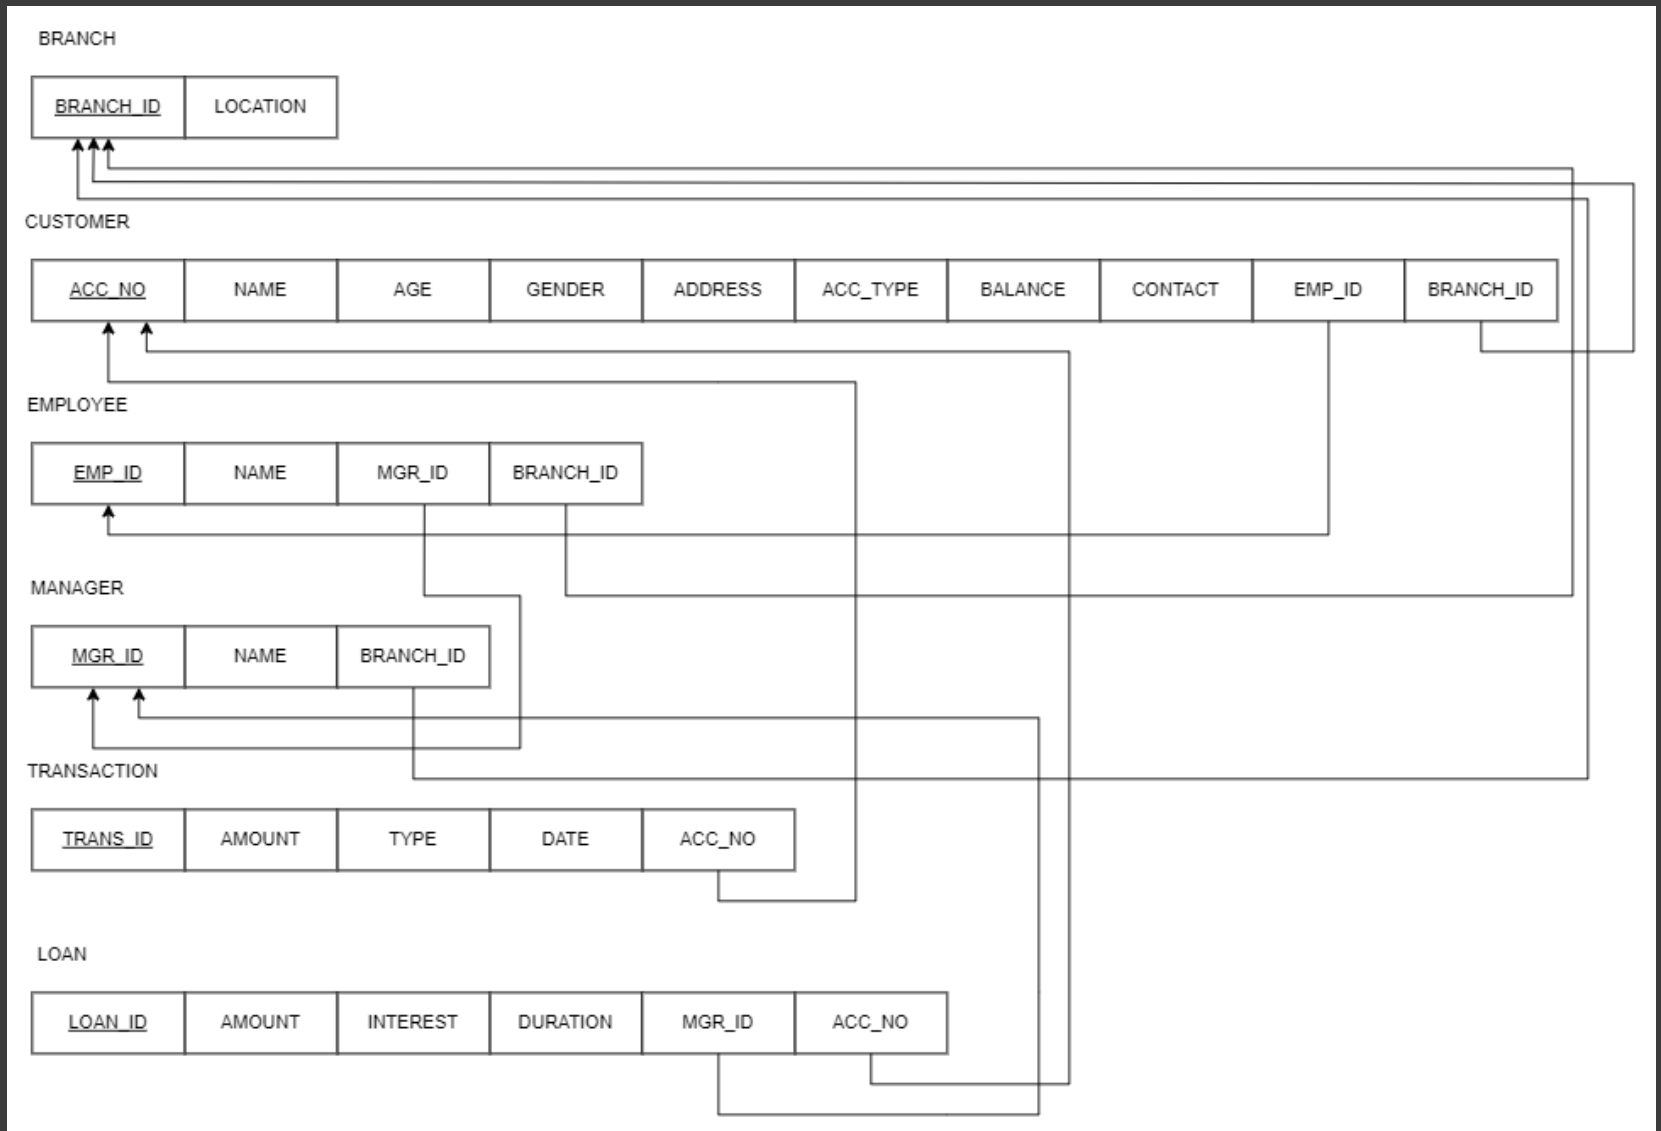 BRANCH
BRANCH_ID LOCATION
CUSTOMER
ACC_NO NAME AGE GENDER ADDRESS ACC_TYPE BALANCE CONTACT EMP_ID BRANCH_ID
EMPLOYEE
EMP_ID NAME MGR_ID BRANCH_ID
MANAGER
MGR_ID NAME BRANCH_ID
TRANSACTION
TRANS_ID AMOUNT TYPE DATE ACC_NO
LOAN
LOAN_ID AMOUNT INTEREST DURATION MGR_ID ACC_NO